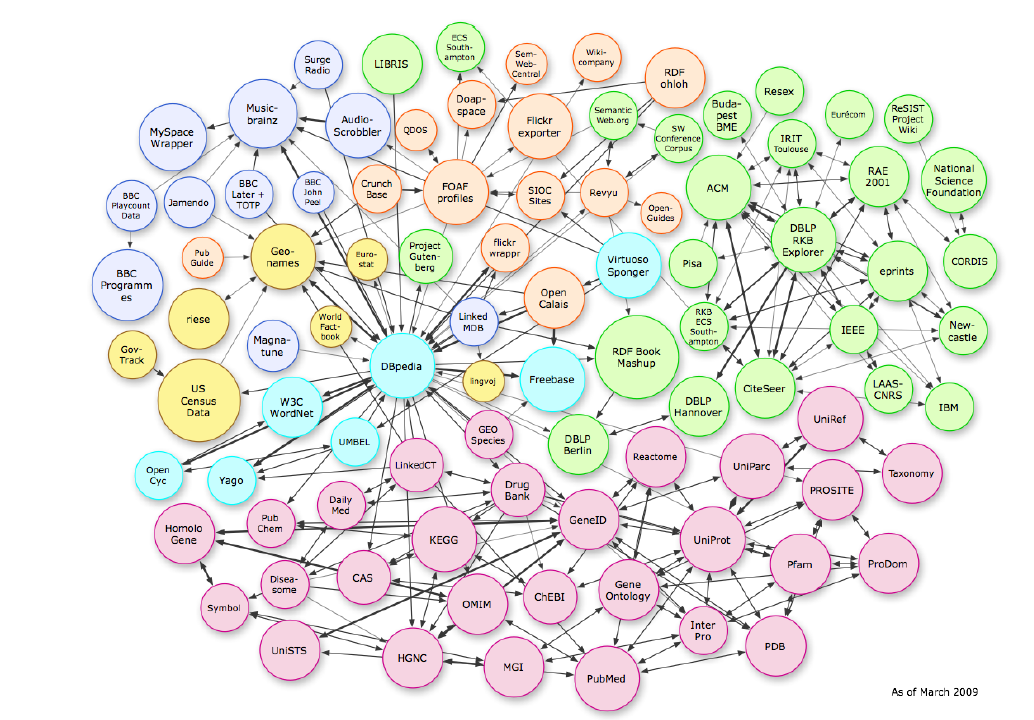 ECS
South-
ampton
Surge
Radio
LIBRIS
Sem-
Web-
Central
Wiki-
company
RDF
ohloh
Music-
brainz
Audio-
Scrobbler
MySpace
Wrapper
QDOS
Doap-
space
Flickr
exporter
Semantic
Web.org
SW
Conference
Corpus
Buda-
pest
BME
Resex
Eurécom
ReSIST
Project
Wiki
IRIT
Toulouse
RAE
2001
National
Science
Foundation
ACM
BBC
Playcount
Data
Jamendo
BBC
Later +
TOTP
BBC
John
Peel
Crunch
Base
FOAF
profiles
SIOC
Sites
Revyu
Open-
Guides
DBLP
RKB
Explorer
Pub
Guide
Geo-
names
Euro-
stat
Project
Guten-
berg
flickr
wrappr
Virtuoso
Sponger
Pisa
eprints
CORDIS
BBC
Programm
es
riese
World
Fact-
book
Magna-
tune
Linked
MDB
Open
Calais
RKB
ECS
South-
ampton
IEEE
New-
castle
Gov-
Track
US
Census
Data
DBpedia
lingvoj
Freebase
RDF Book
Mashup
CiteSeer
LAAS-
CNRS
IBM
W3C
WordNet
UMBEL
GEO
Species
DBLP
Berlin
DBLP
Hannover
UniRef
Open
Cyc
Yago
LinkedCT
Reactome
UniParc
Taxonomy
Daily
Med
Drug
Bank
PROSITE
Homolo
Gene
Pub
Chem
KEGG
GeneID
UniProt
Pfam
ProDom
Symbol
Disea-
some
CAS
OMIM
ChEBI
Gene
Ontology
Inter
Pro
PDB
UniSTS
HGNC
MGI
PubMed
As of March 2009